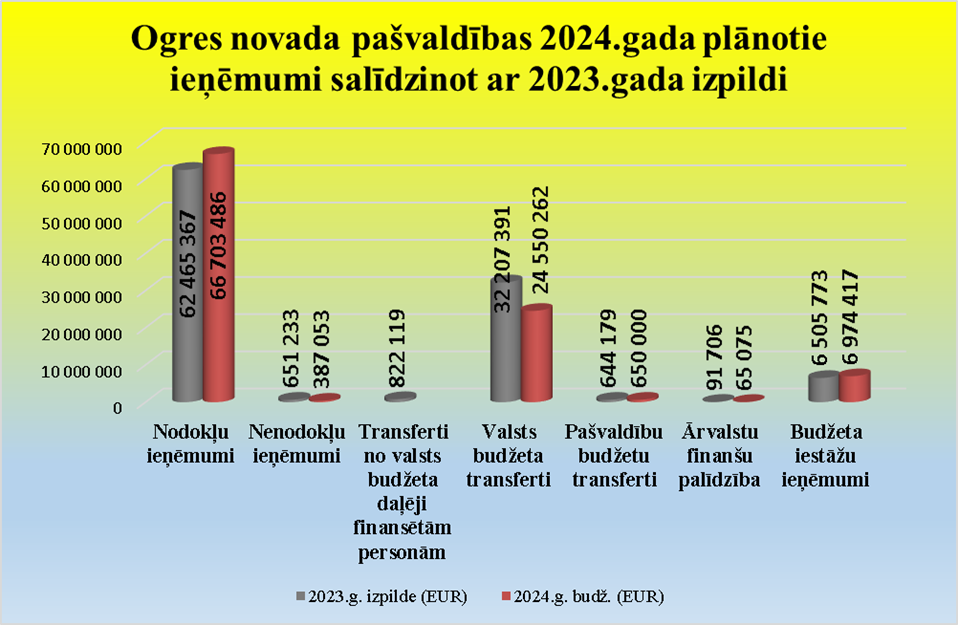 Ogres novada pašvaldības 2024.gada plānotie
ieņēmumi salīdzinot ar 2023.gada izpildi
70 000 000
60 000 000
50 000 000
40 000 000
30 000 000
20 000 000
10 000 000
0
62 465 367
66 703 486
651 233
387 053
822 119
32 207 391
24 550 262
644 179
650 000
91 706
65 075
6 505 773
6 974 417
Nodokļu
ieņēmumi
Nenodokļu
ieņēmumi
Transferti
no valsts
budžeta
daļēji
finansētām
personām
Valsts
budžeta
transferti
Pašvaldību
budžetu
transferti
Ārvalstu
finanšu
palīdzība
Budžeta
iestāžu
ieņēmumi
2023.g. izpilde (EUR)
2024.g. budž. (EUR)